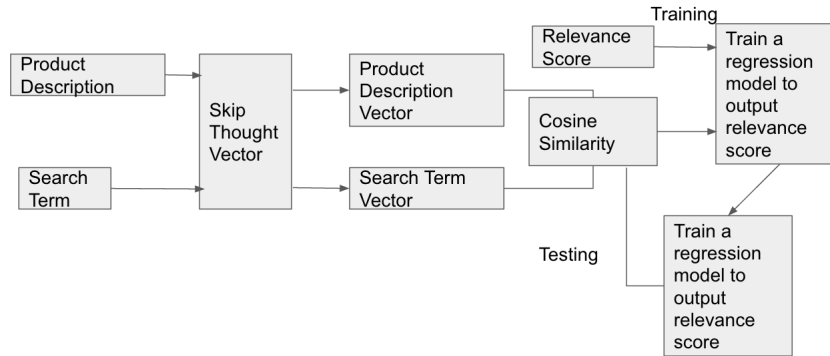 Product
Description
Search
Term
Skip
Thought
Vector
Product
Description
Vector
Search Term
Vector
Relevance
Score
Cosine
Similarity
Training
Train a
regression
model to
output
relevance
score
Testing
Train a
regression
model to
output
relevance
score